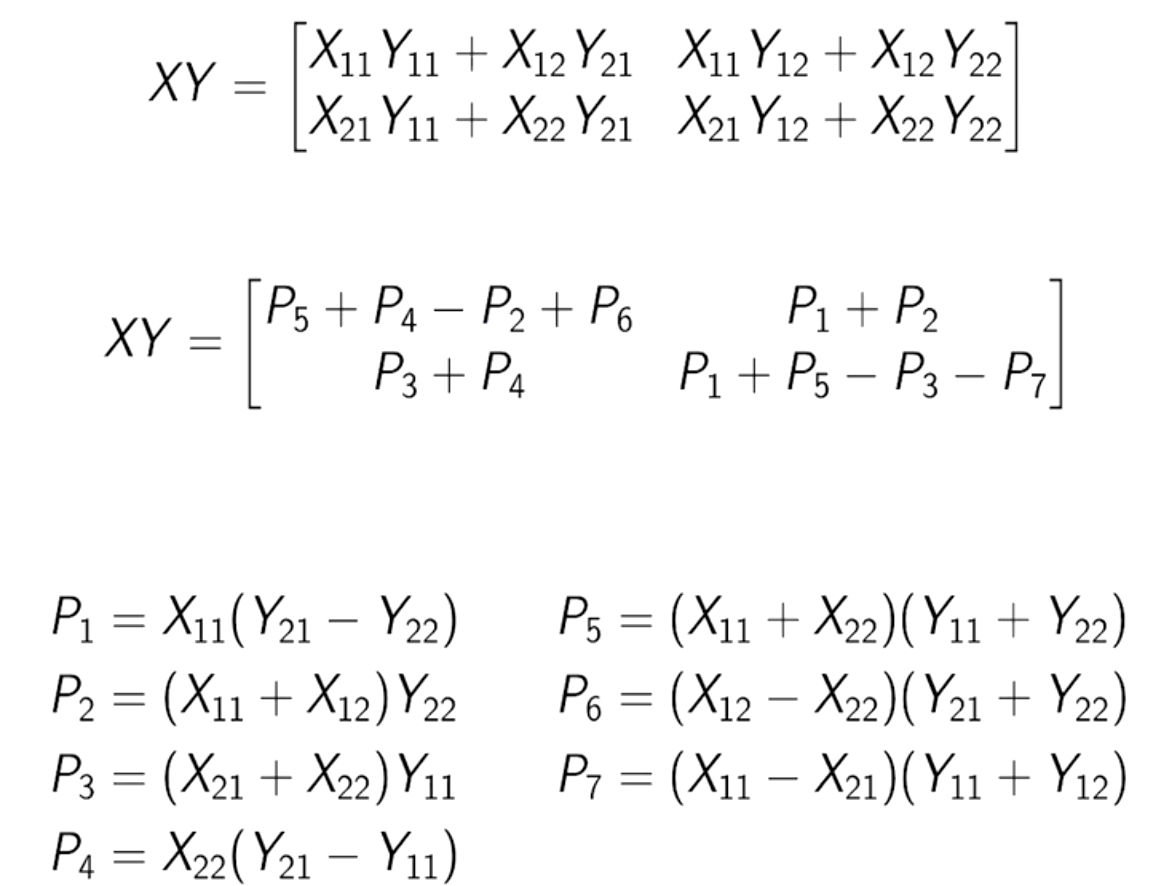 XY = [X₁₁Y₁₁ + X₁₂Y₂₁   X₁₁Y₁₂ + X₁₂Y₂₂
X₂₁Y₁₁ + X₂₂Y₂₁   X₂₁Y₁₂ + X₂₂Y₂₂]
XY = [P₅ + P₄ − P₂ + P₆   P₁ + P₂
P₃ + P₄   P₁ + P₅ − P₃ − P₇]
P₁ = X₁₁(Y₂₁ − Y₂₂)   P₅ = (X₁₁ + X₂₂)(Y₁₁ + Y₂₂)
P₂ = (X₁₁ + X₁₂)Y₂₂   P₆ = (X₁₂ − X₂₂)(Y₂₁ + Y₂₂)
P₃ = (X₂₁ + X₂₂)Y₁₁   P₇ = (X₁₁ − X₂₁)(Y₁₁ + Y₁₂)
P₄ = X₂₂(Y₂₁ − Y₁₁)